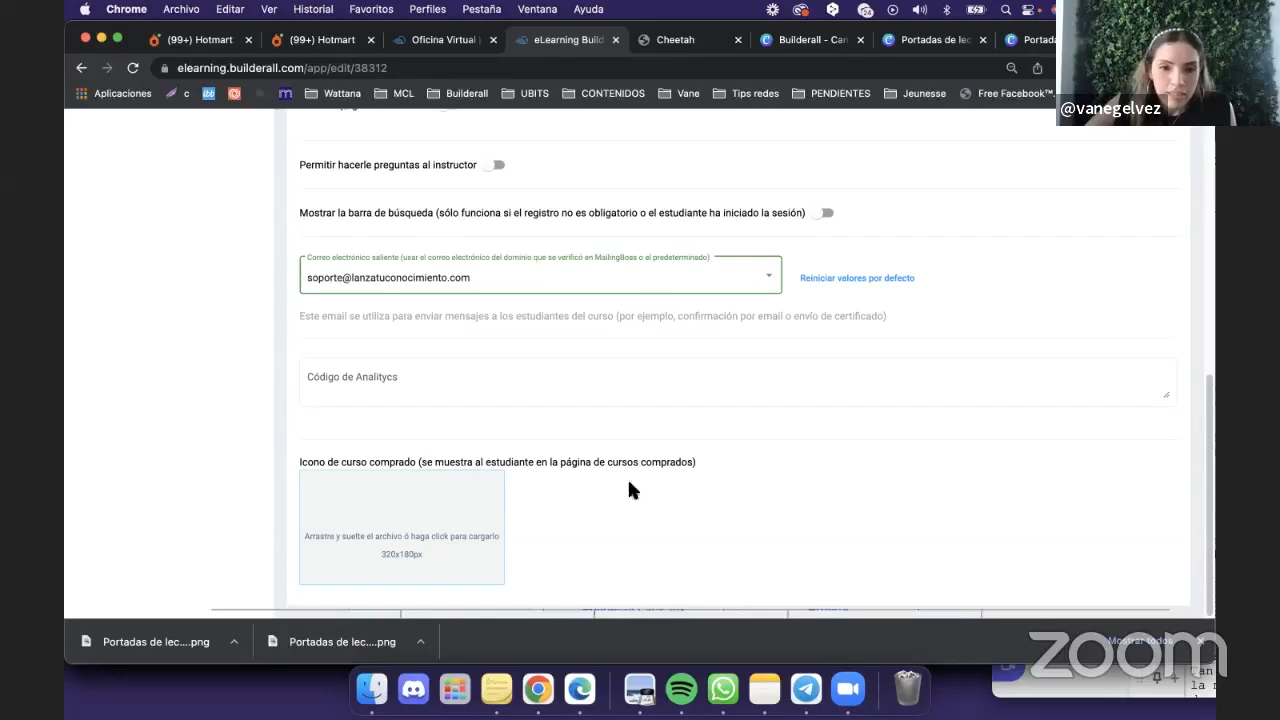 Chrome Archivo Editar Ver Historial Favoritos Perfiles Pestaña Ventana Ayuda
(99+) Hotmart
(99+) Hotmart
Oficina Virtual
eLearning Build
Cheetah
Builderall - Can
Portadas de lec
Portada
elearning.builderall.com/app/edit/38312
@vanegelvez
Aplicaciones c Wattana MCL Builderall UBITS CONTENIDOS Vane Tips redes PENDIENTES Jeunesse Free Facebook™
Permitir hacerle preguntas al instructor
Mostrar la barra de búsqueda (sólo funciona si el registro no es obligatorio o el estudiante ha iniciado la sesión)
Correo electrónico saliente (usar el correo electrónico del dominio que se verificó en MailingBoss o el predeterminado)
soporte@lanzatuconocimiento.com
Reiniciar valores por defecto
Este email se utiliza para enviar mensajes a los estudiantes del curso (por ejemplo, confirmación por email o envío de certificado)
Código de Analitycs
Icono de curso comprado (se muestra al estudiante en la página de cursos comprados)
Arrastre y suelte el archivo ó haga click para cargarlo
320x180px
Portadas de lec....png
Portadas de lec....png
Mostrar todos
zoom
la